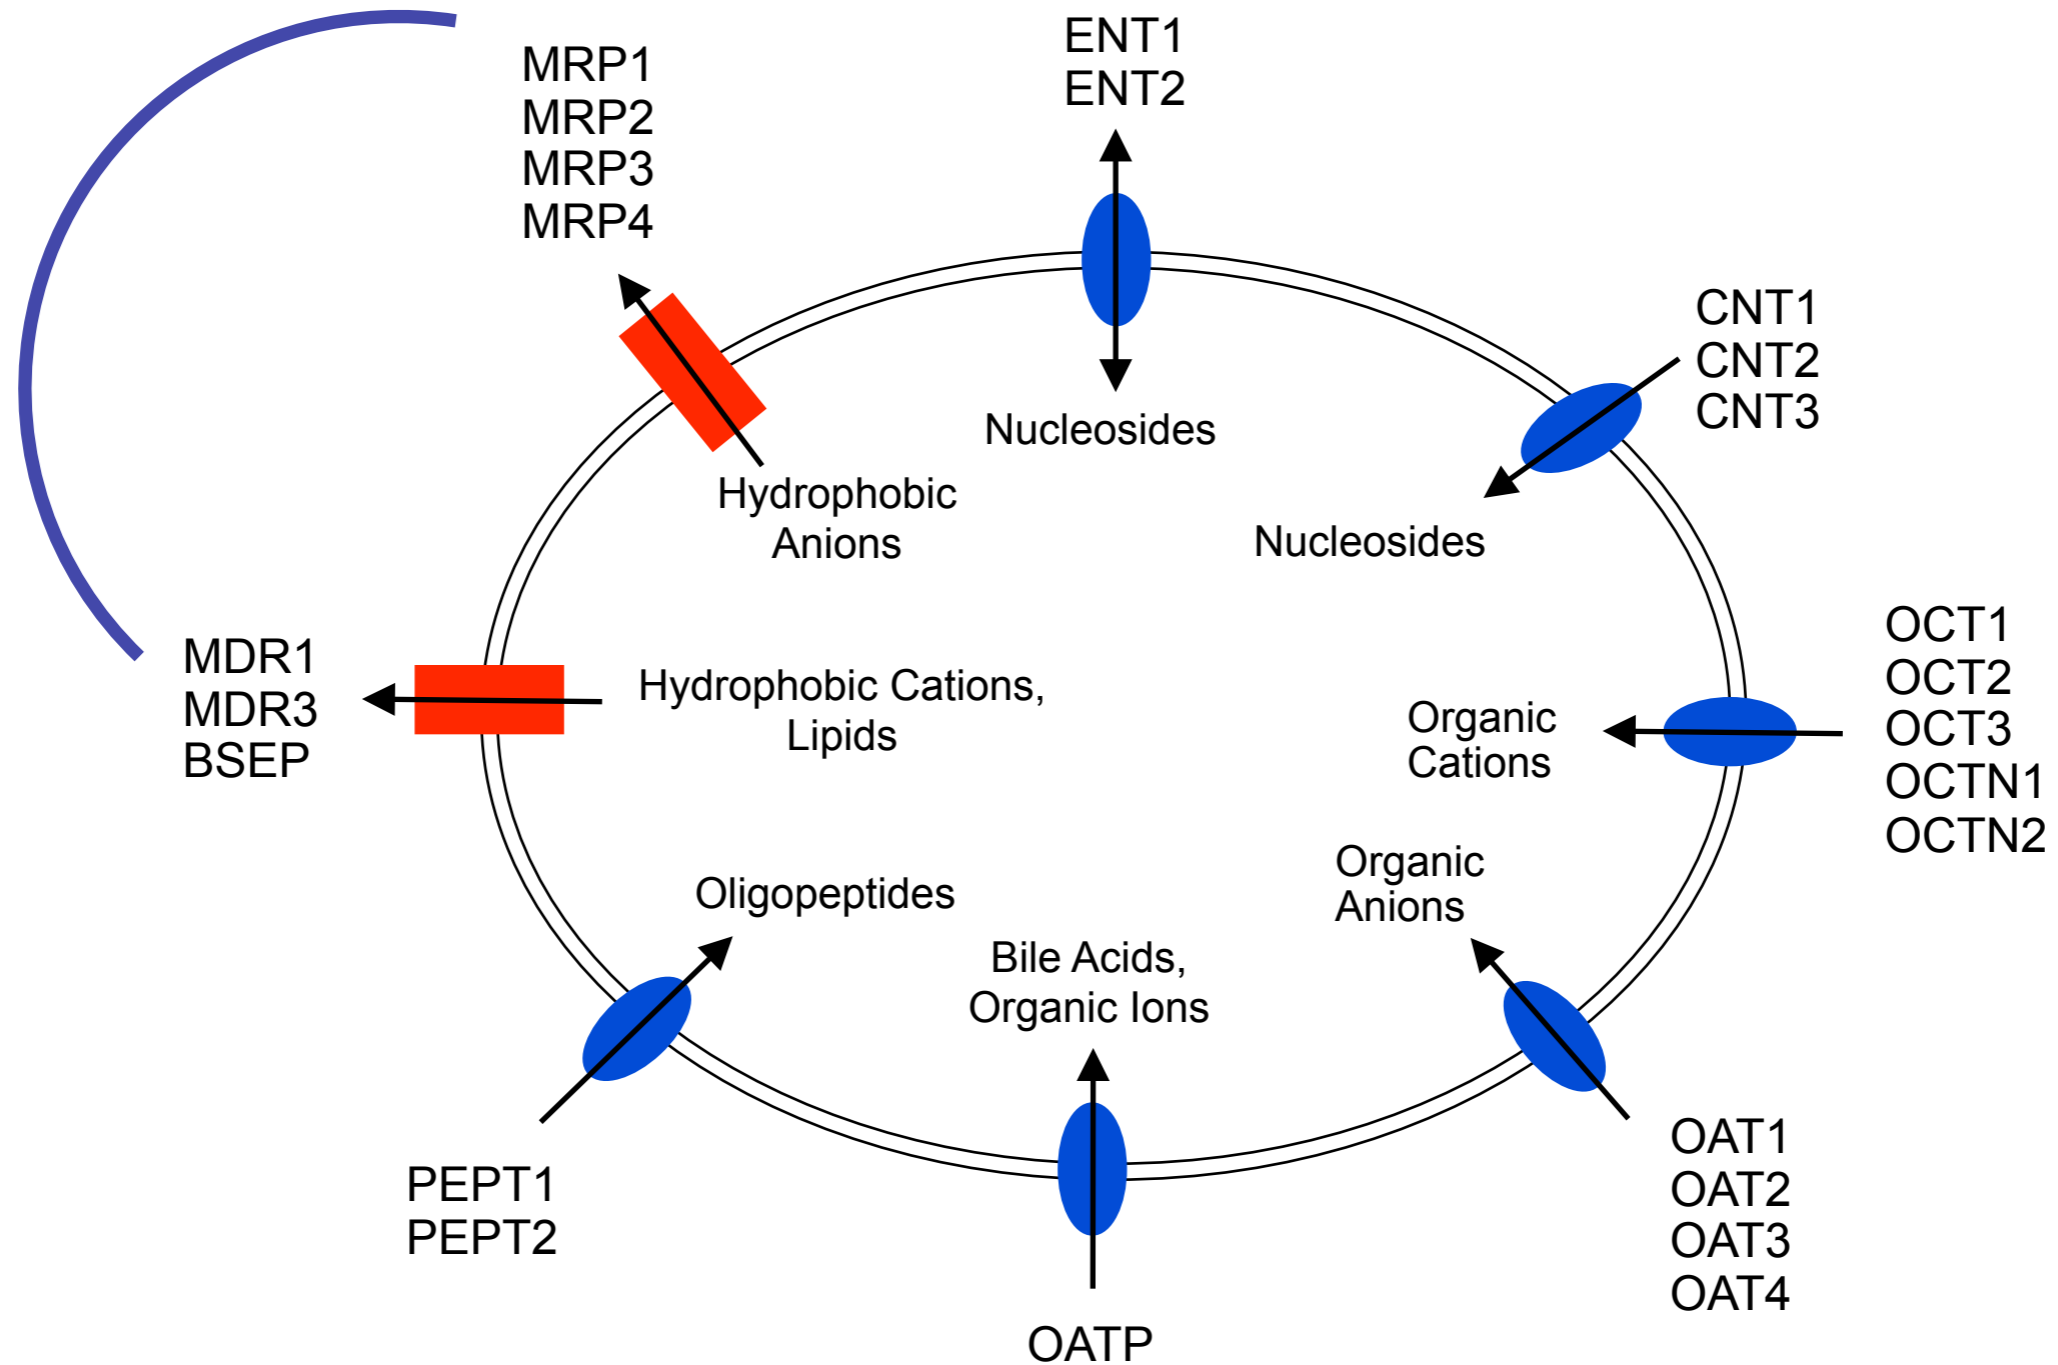 MRP1
MRP2
MRP3
MRP4
ENT1
ENT2
Nucleosides
CNT1
CNT2
CNT3
Nucleosides
Hydrophobic
Anions
MDR1
MDR3
BSEP
Hydrophobic Cations,
Lipids
Organic
Cations
OCT1
OCT2
OCT3
OCTN1
OCTN2
Oligopeptides
PEPT1
PEPT2
Bile Acids,
Organic Ions
OATP
Organic
Anions
OAT1
OAT2
OAT3
OAT4